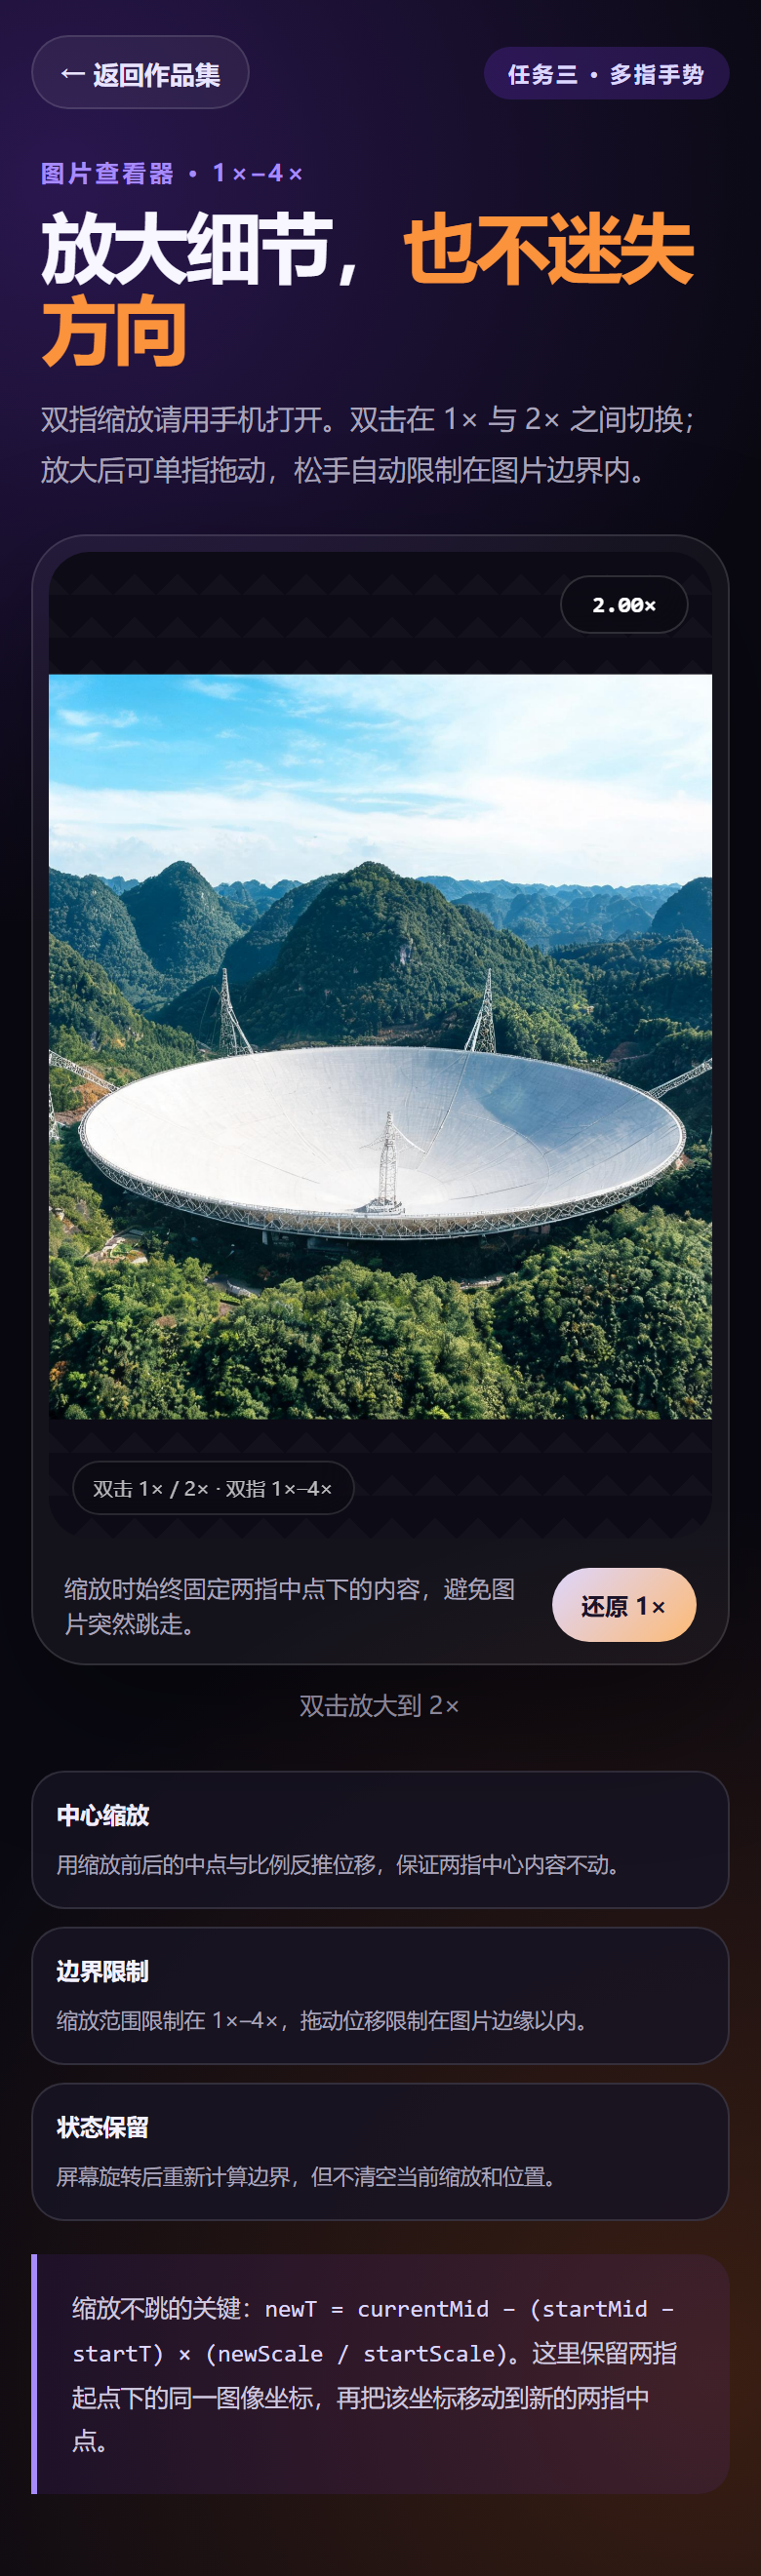 ← 返回作品集
任务三 • 多指手势
图片查看器 • 1×–4×
放大细节，也不迷失
方向
双指缩放请用手机打开。双击在 1× 与 2× 之间切换；
放大后可单指拖动，松手自动限制在图片边界内。
2.00×
双击 1× / 2× · 双指 1×–4×
缩放时始终固定两指中点下的内容，避免图
片突然跳走。
还原 1×
双击放大到 2×
中心缩放
用缩放前后的中点与比例反推位移，保证两指中心内容不动。
边界限制
缩放范围限制在 1×–4×，拖动位移限制在图片边缘以内。
状态保留
屏幕旋转后重新计算边界，但不清空当前缩放和位置。
缩放不跳的关键：newT = currentMid − (startMid −
startT) × (newScale / startScale)。这里保留两指
起点下的同一图像坐标，再把该坐标移动到新的两指中
点。